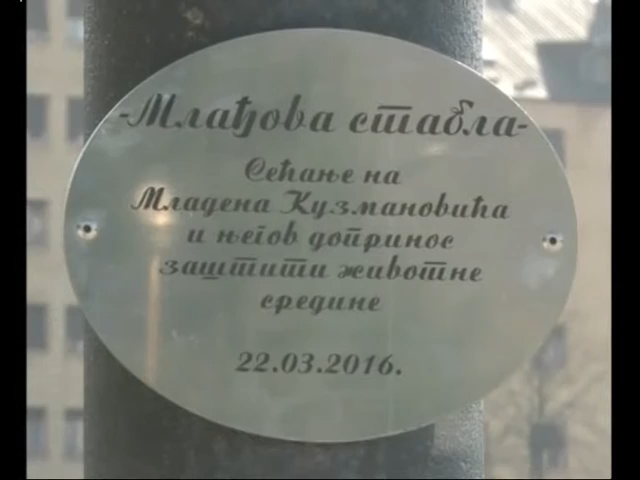 -Млађова стабла-
Сећање на
Младена Кузмановића
и његов допринос
заштити животне
средине
22.03.2016.